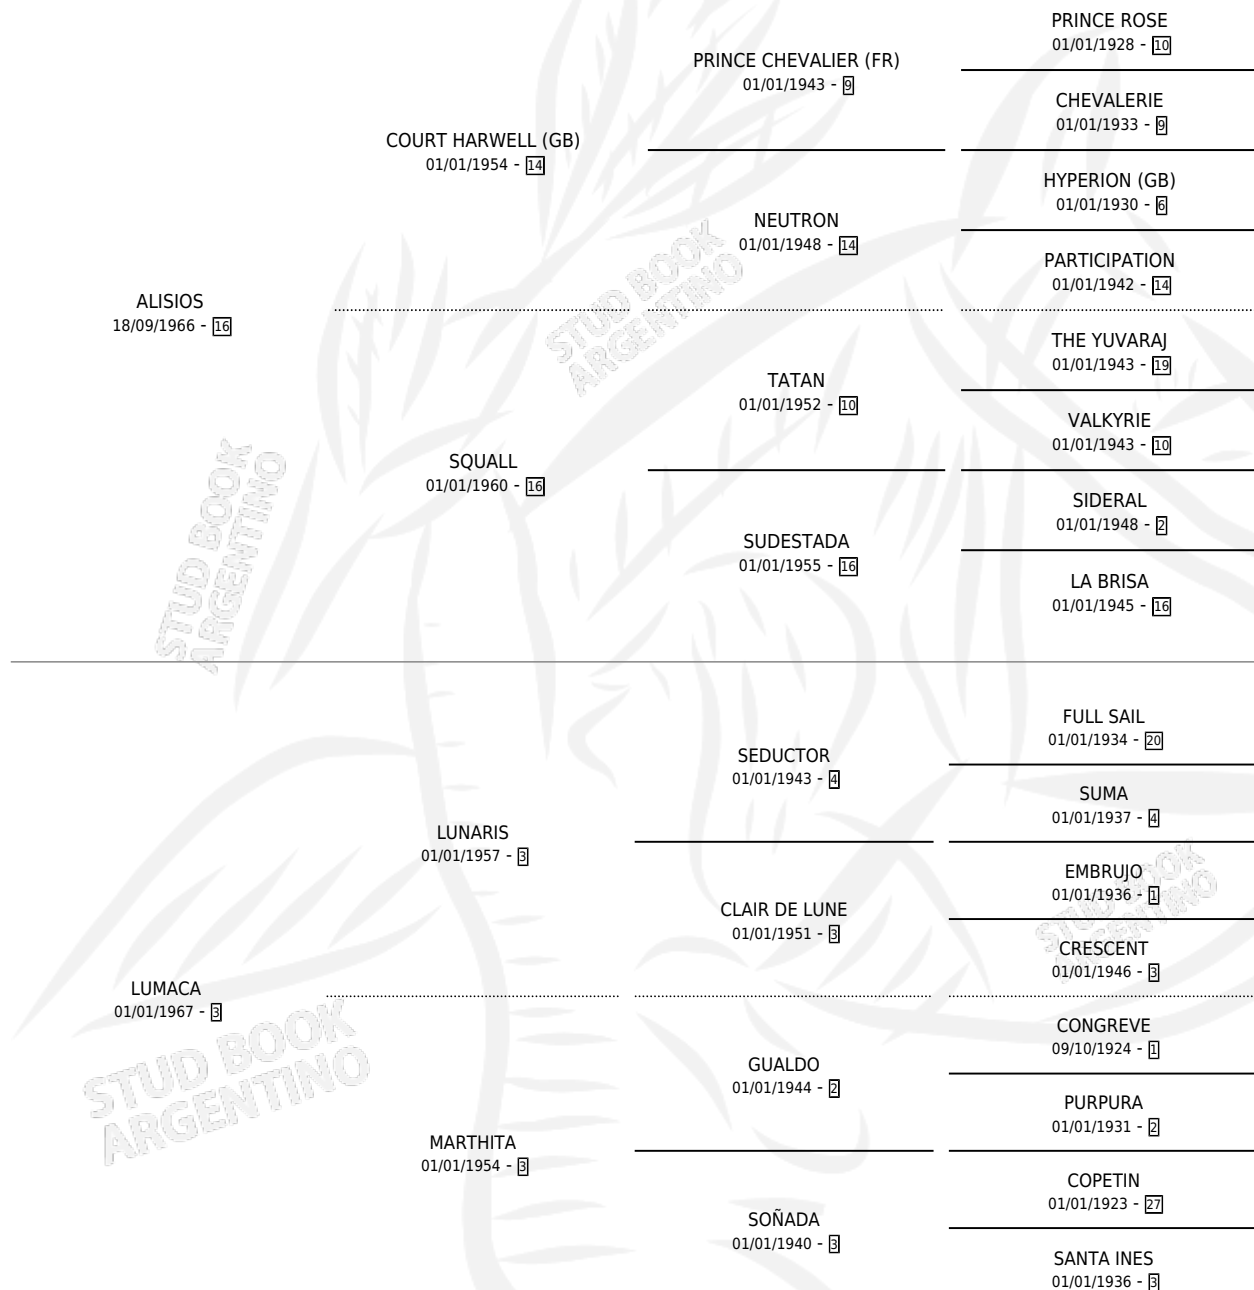 PRINCE ROSE
01/01/1928 - 10
PRINCE CHEVALIER (FR)
01/01/1943 - 9
CHEVALERIE
01/01/1933 - 9
COURT HARWELL (GB)
01/01/1954 - 14
HYPERION (GB)
01/01/1930 - 6
NEUTRON
01/01/1948 - 14
PARTICIPATION
01/01/1942 - 14
ALISIOS
18/09/1966 - 16
STUD BOOK
ARGENTINO
THE YUVARAJ
01/01/1943 - 19
TATAN
01/01/1952 - 10
VALKYRIE
01/01/1943 - 10
SQUALL
01/01/1960 - 16
SIDERAL
01/01/1948 - 2
SUDESTADA
01/01/1955 - 16
LA BRISA
01/01/1945 - 16
STUD BOOK
ARGENTINO
FULL SAIL
01/01/1934 - 20
SEDUCTOR
01/01/1943 - 4
SUMA
01/01/1937 - 4
LUNARIS
01/01/1957 - 3
EMBRUJO
01/01/1936 - 1
CLAIR DE LUNE
01/01/1951 - 3
CRESCENT
01/01/1946 - 3
STUD BOOK
ARGENTINO
LUMACA
01/01/1967 - 3
STUD BOOK
ARGENTINO
CONGREVE
09/10/1924 - 1
GUALDO
01/01/1944 - 2
PURPURA
01/01/1931 - 2
MARTHITA
01/01/1954 - 3
COPETIN
01/01/1923 - 27
SOÑADA
01/01/1940 - 3
SANTA INES
01/01/1936 - 3